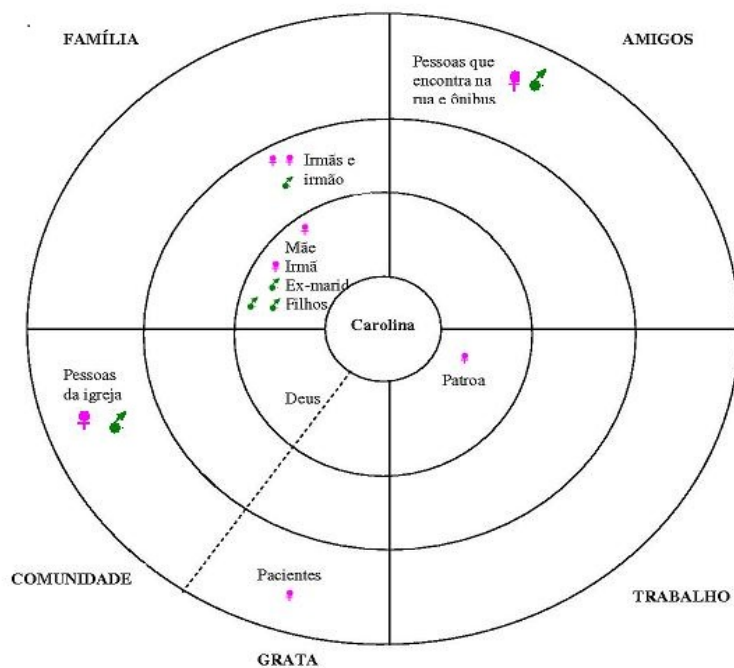 FAMÍLIA
AMIGOS
Pessoas que
encontra na
rua e ônibus
Irmãs e
irmão
Mãe
Irmã
Ex-marid
Filhos
Carolina
Pessoas
da igreja
Deus
Patroa
COMUNIDADE
Pacientes
TRABALHO
GRATA